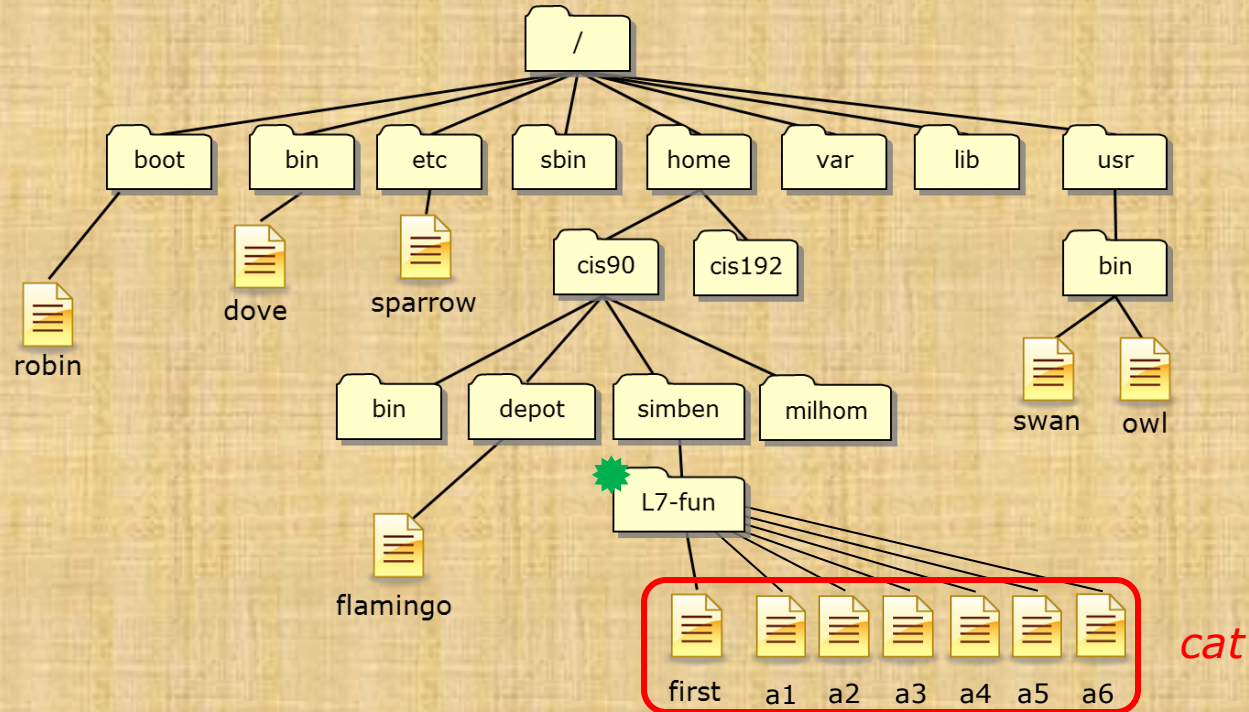 /
boot bin etc sbin home var lib usr
cis90 cis192 bin
dove sparrow
robin
bin depot simben milhom
swan owl
L7-fun
flamingo
cat
first a1 a2 a3 a4 a5 a6